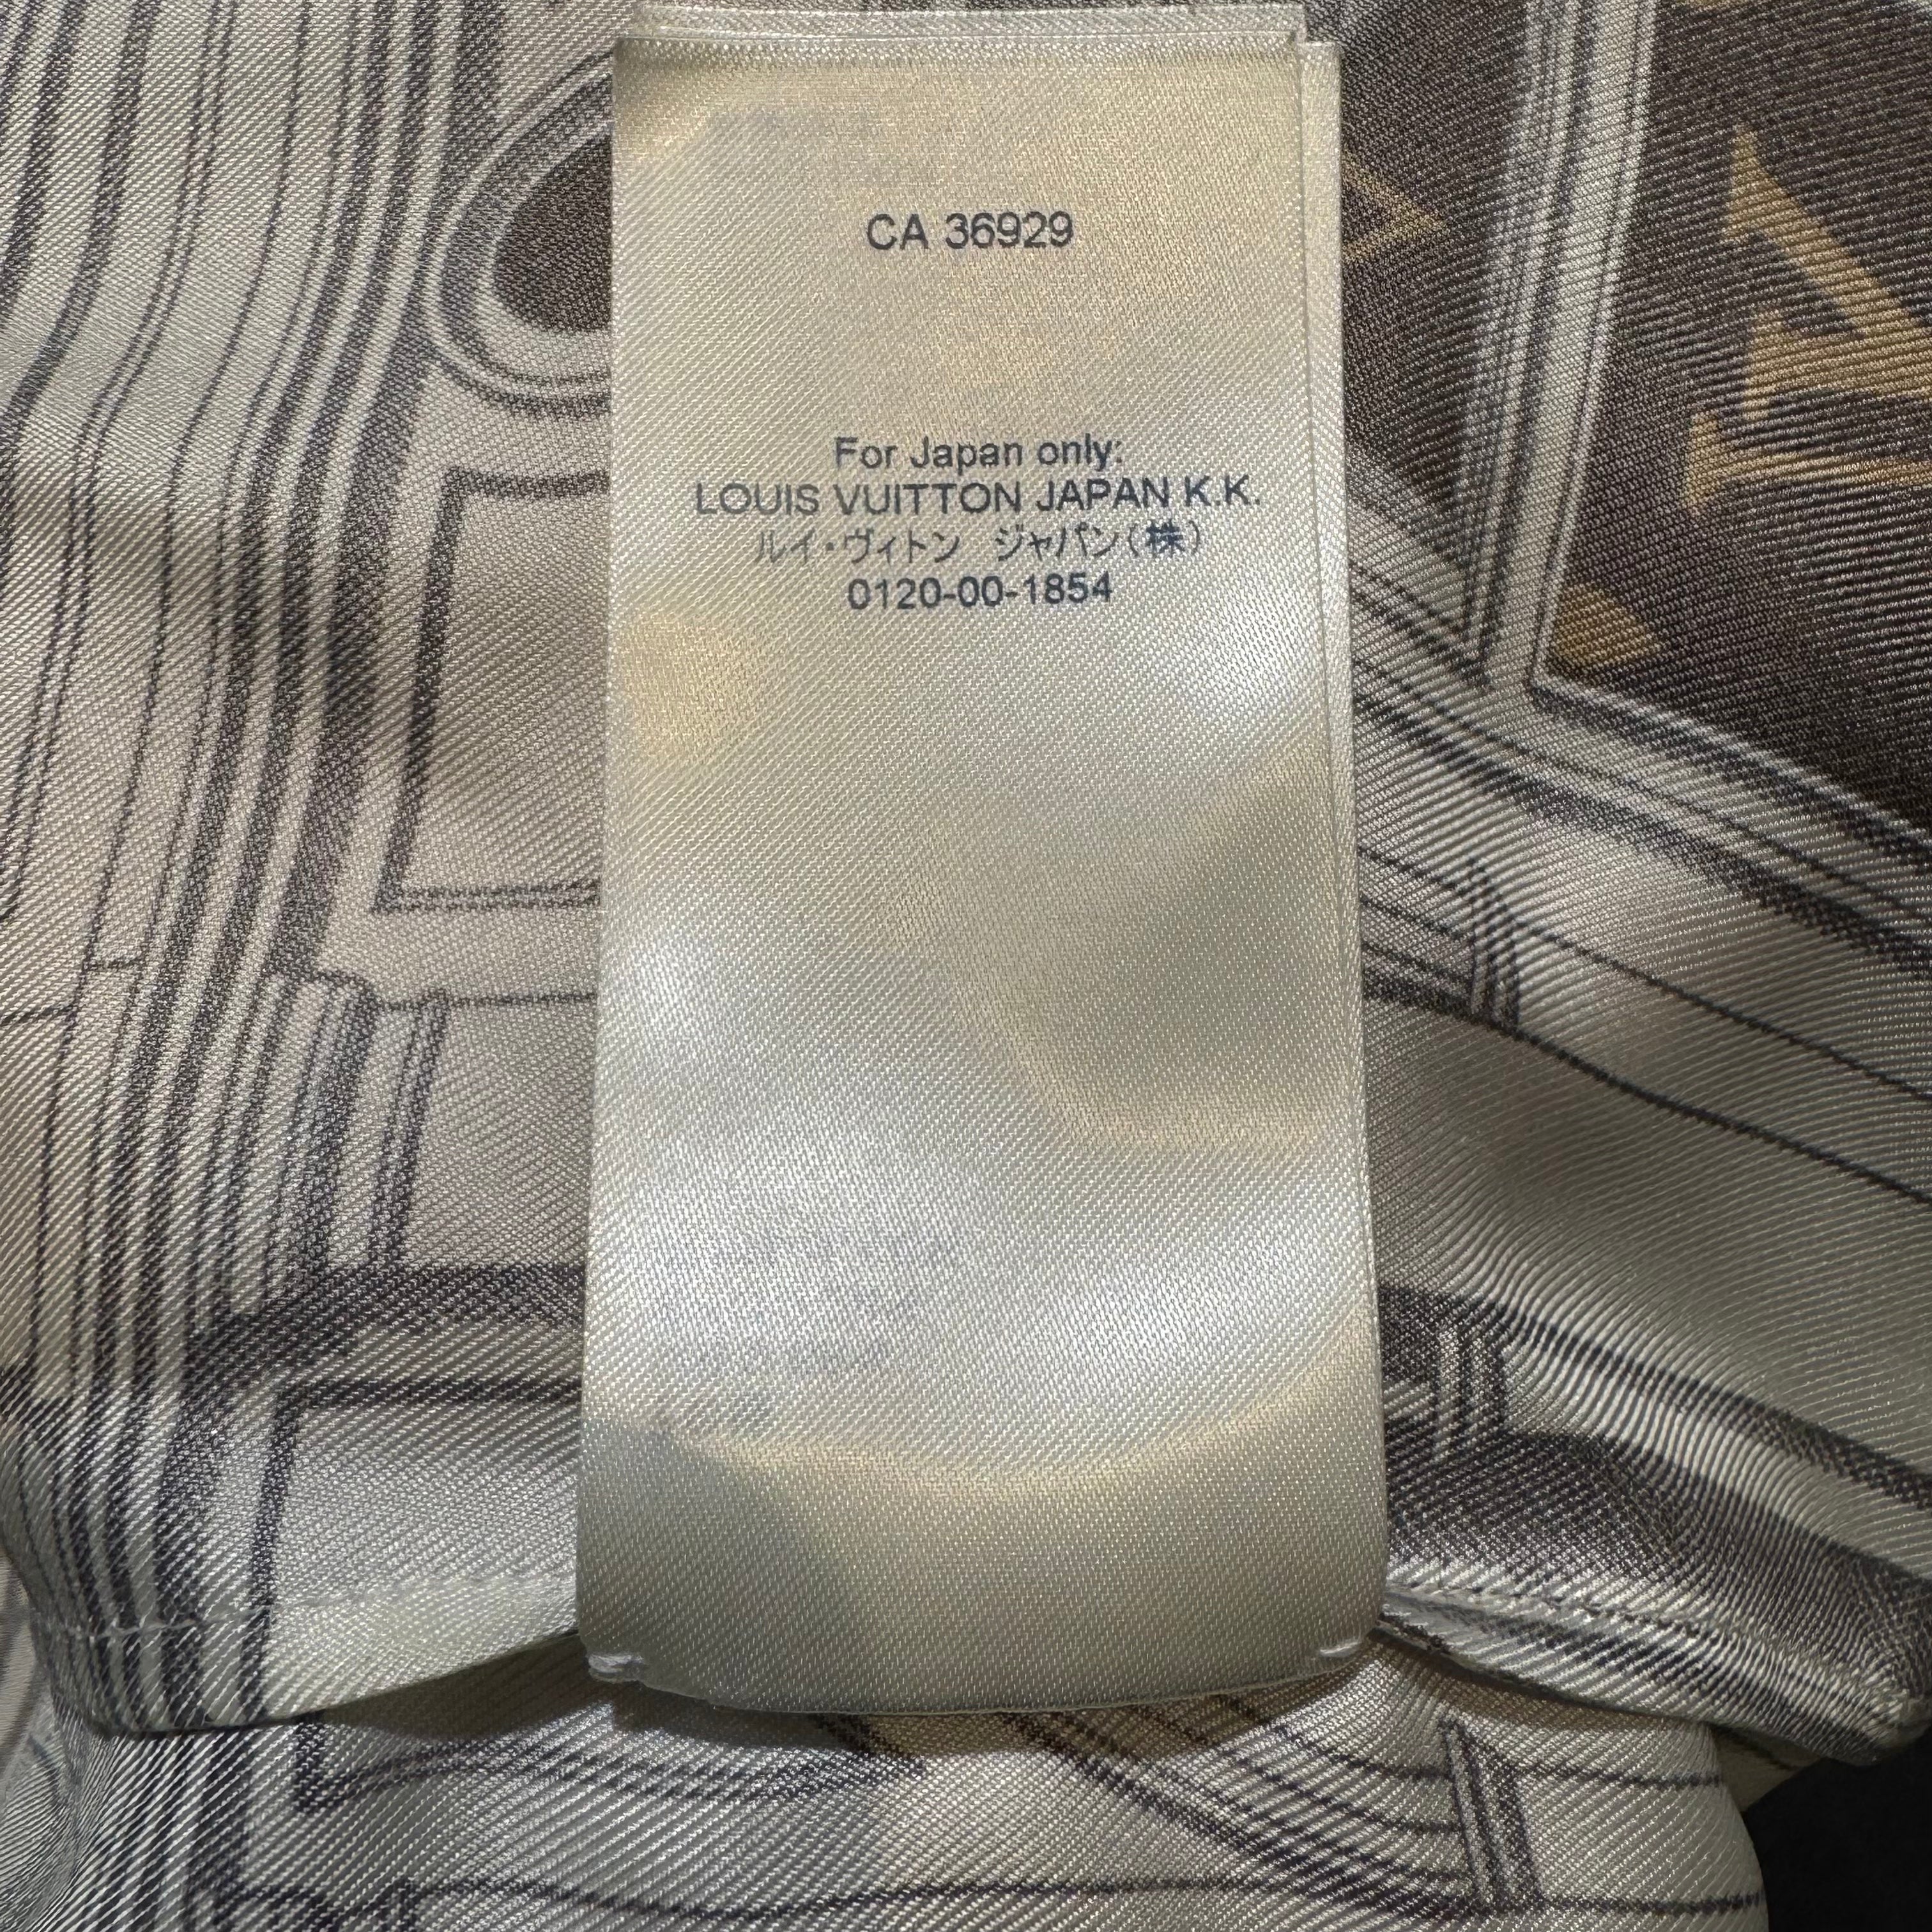 CA 36929
For Japan only:
LOUIS VUITTON JAPAN K.K.
ルイ・ヴィトン　ジャパン(株)
0120-00-1854